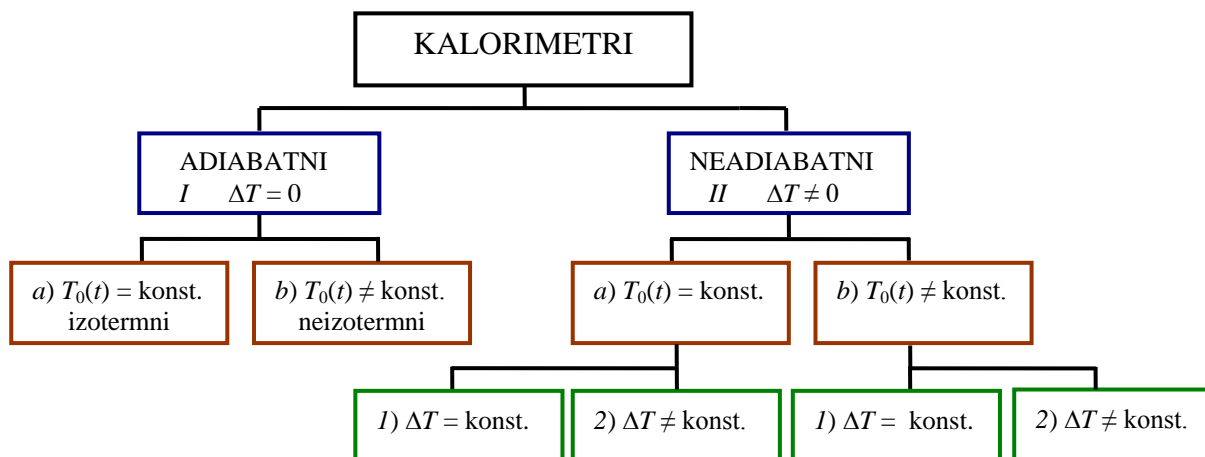 KALORIMETRI
ADIABATNI
I ΔT = 0
NEADIABATNI
II ΔT ≠ 0
a) T₀(t) = konst.
izotermni
b) T₀(t) ≠ konst.
neizotermni
a) T₀(t) = konst.
b) T₀(t) ≠ konst.
1) ΔT = konst.
2) ΔT ≠ konst.
1) ΔT = konst.
2) ΔT ≠ konst.